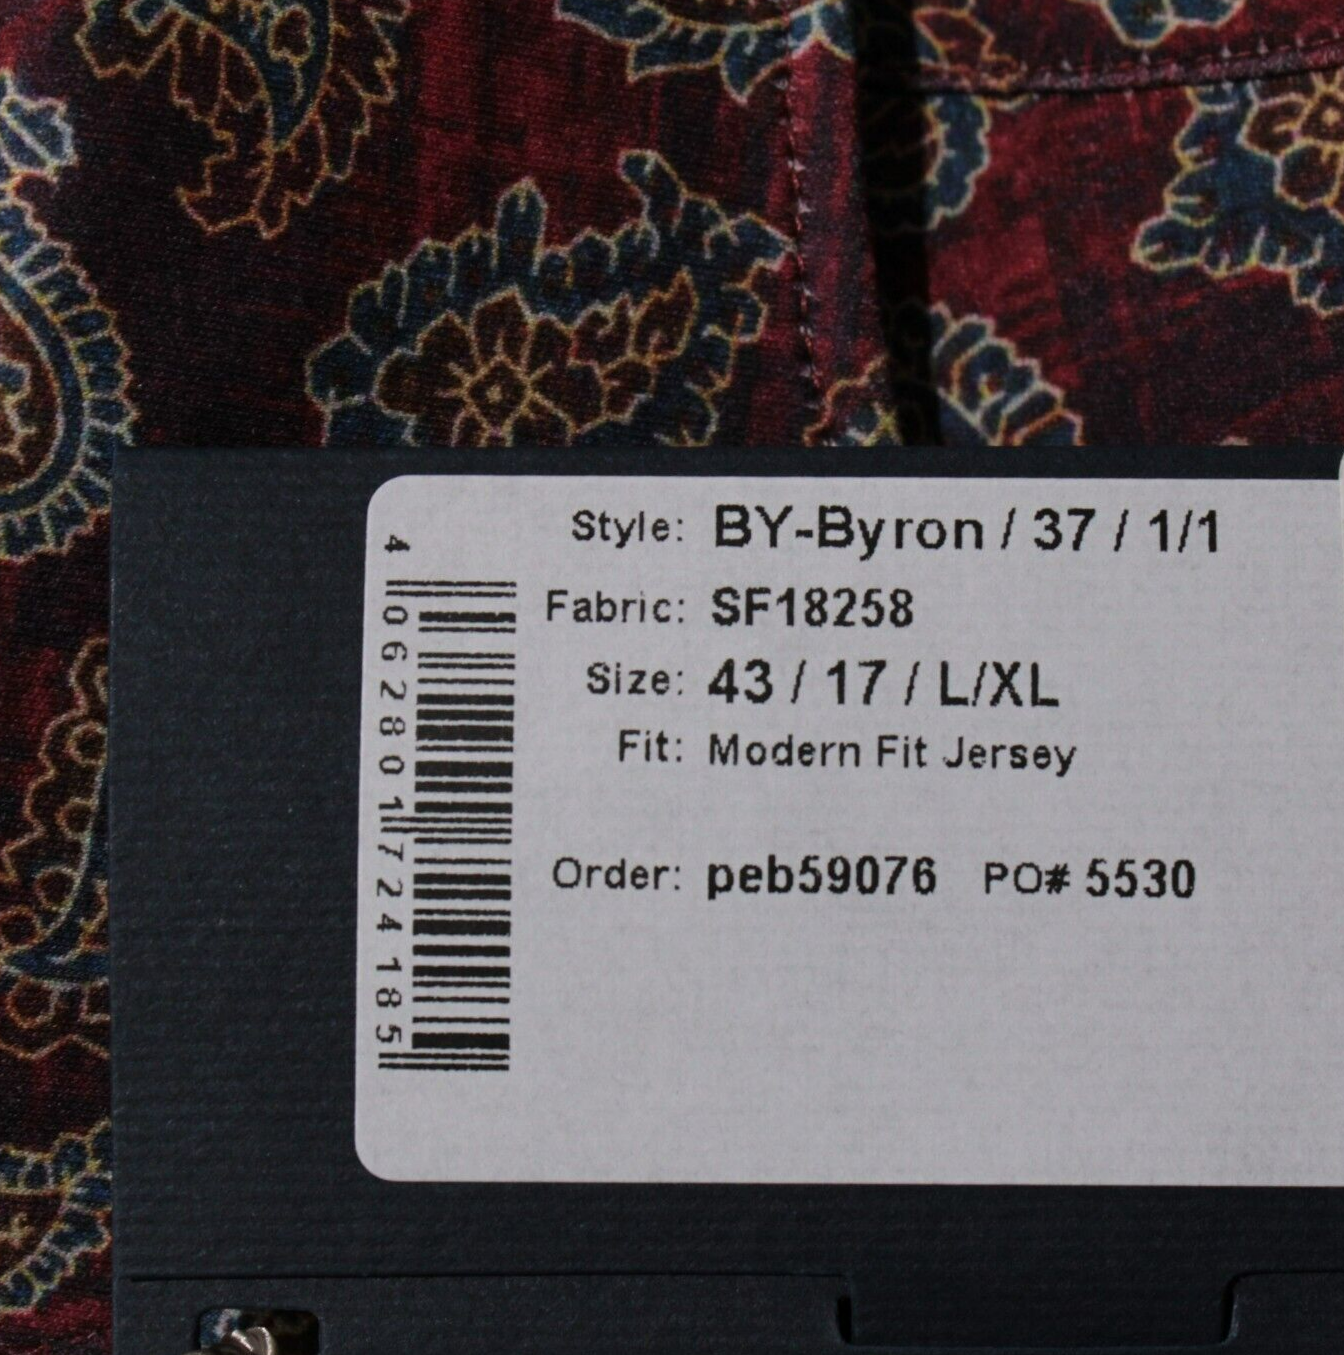 Style: BY-Byron / 37 / 1/1
Fabric: SF18258
Size: 43 / 17 / L/XL
Fit: Modern Fit Jersey
Order: peb59076 PO# 5530
4 062801 724185